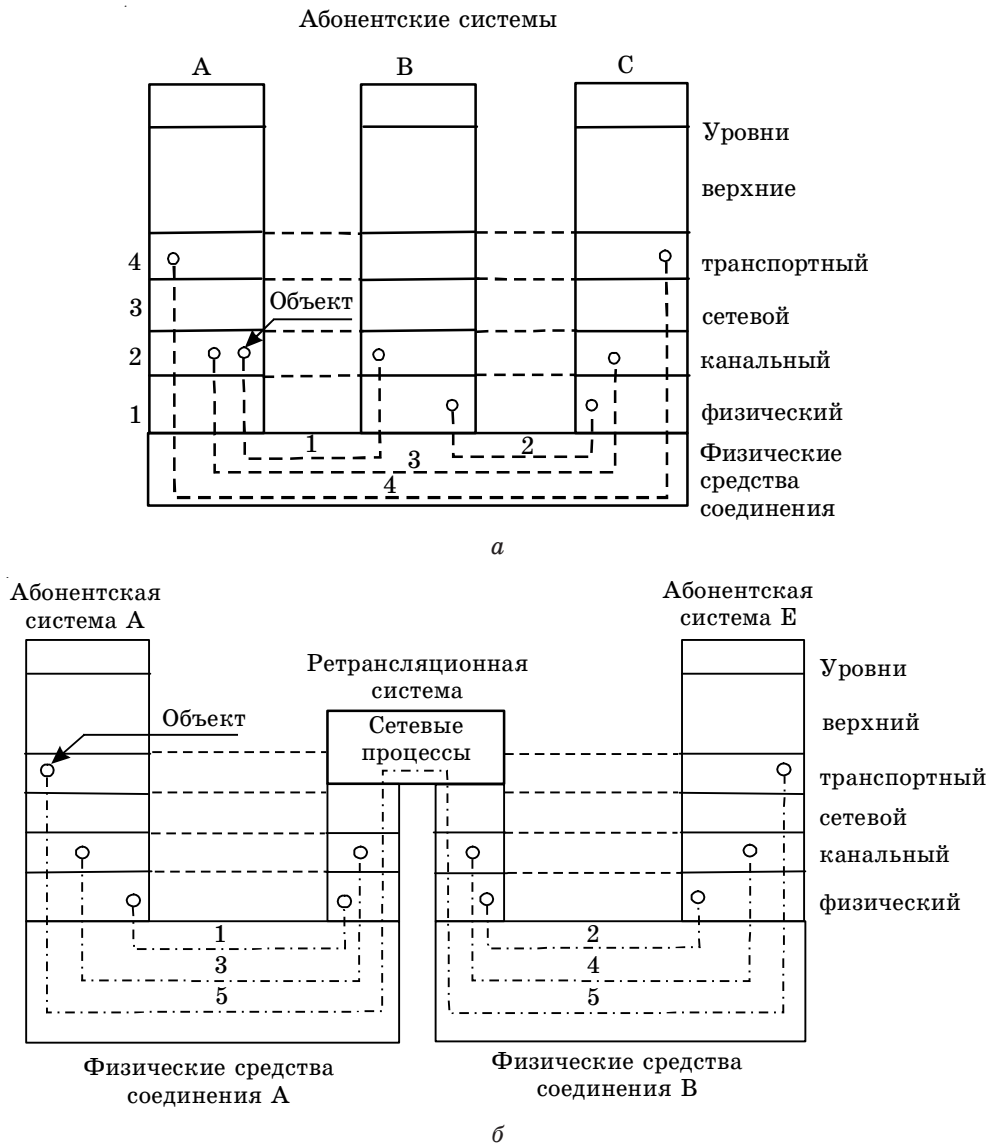 Абонентские системы
А
В
С
Уровни
верхние
4
транспортный
3
Объект
сетевой
2
канальный
1
физический
1
2
3
4
Физические
средства
соединения
а
Абонентская
система А
Абонентская
система Е
Ретрансляционная
система
Уровни
Объект
Сетевые
процессы
верхний
транспортный
сетевой
канальный
физический
1
2
3
4
5
5
Физические средства
соединения А
Физические средства
соединения В
б